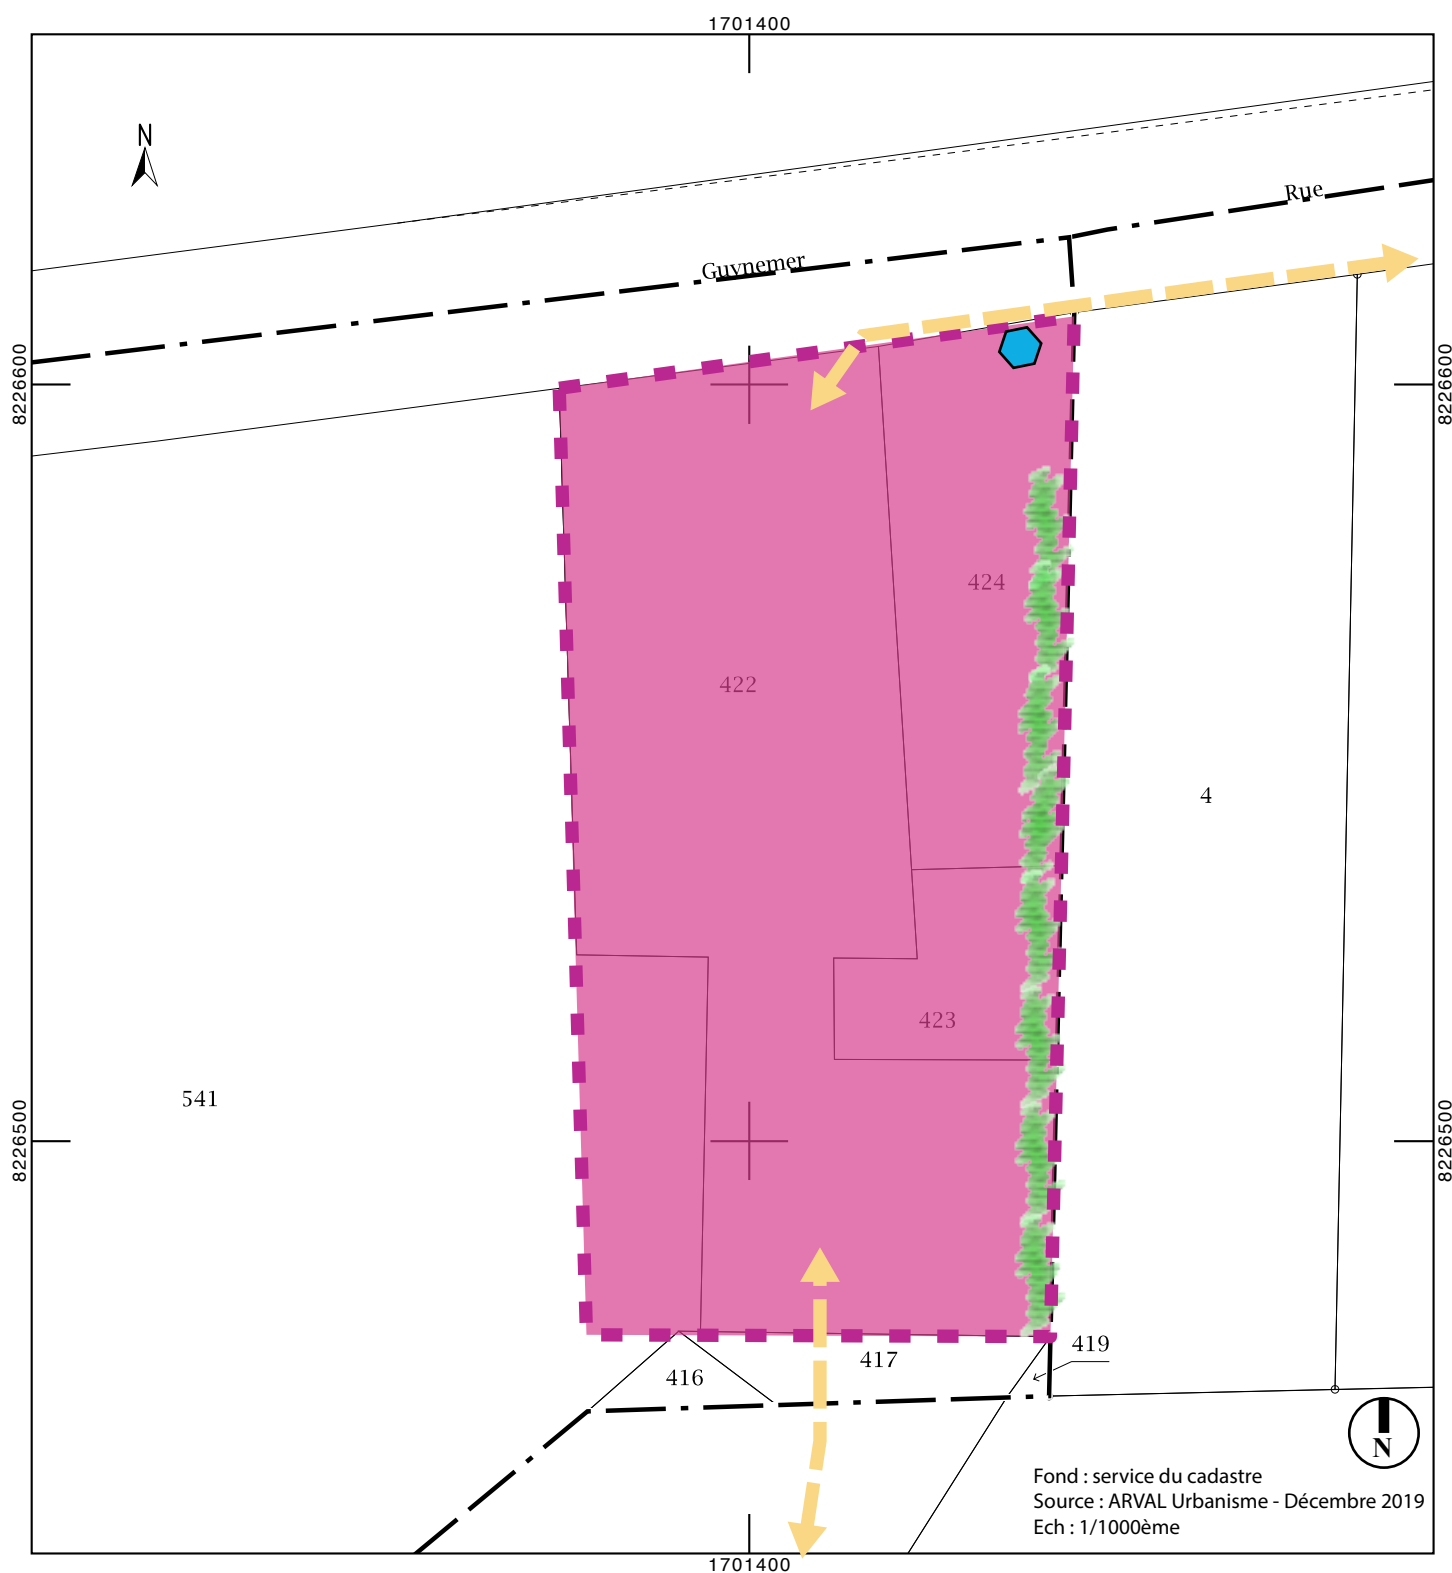 1701400
N
Rue
Guynemer
8226600
8226600
424
422
4
423
541
8226500
8226500
419
417
416
N
Fond : service du cadastre
Source : ARVAL Urbanisme - Décembre 2019
Ech : 1/1000ème
1701400